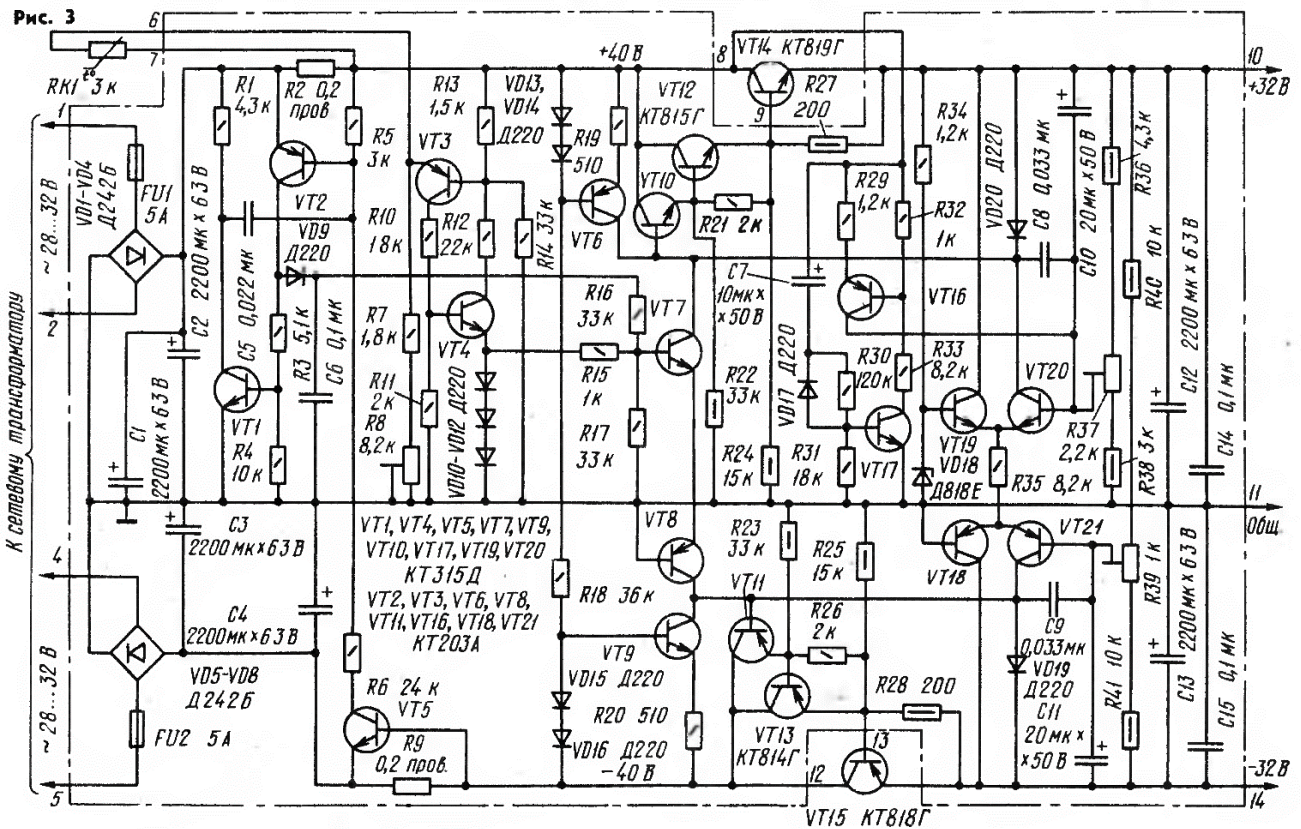 Рис. 3
6
7
RK1 t° 3 к
R1
4,3 к
R2 0,2
пров
R13
1,5 к
VD13,
VD14
Д220
+40 В
8
VT14 КТ819Г
VT12
КТ815Г
R27
200
9
R34
1,2 к
VD20 Д220
C8 0,033 мк
C10 20 мк × 50 В
R36 4,3 к
10
+32 В
1
К сетевому трансформатору
~28...32 В
VD1-VD4
Д242Б
FU1
5 А
2
C2 2200 мк × 63 В
C1
2200 мк × 63 В
VT2
VD9
Д220
C5 0,022 мк
R3 5,1 к
C6 0,1 мк
VT1
R4
10 к
R5
3 к
VT3
R10
18 к
R12
22 к
R14 33 к
R7
1,8 к
R11
2 к
R8
8,2 к
VT4
VD10-VD12 Д220
R19
510
VT6
VT10
R21 2 к
R16
33 к
VT7
R15
1 к
R17
33 к
R22
33 к
R24
15 к
C7
10 мк ×
× 50 В
R29
1,2 к
R32
1 к
VT16
VD17 Д220
R30
120 к
R33
8,2 к
R31
18 к
VT17
VT19
VD18
Д818Е
VT20
R35 8,2 к
R37
2,2 к
R38 3 к
R40 10 к
C12 2200 мк × 63 В
C14 0,1 мк
11
Общ
4
~28...32 В
C3
2200 мк × 63 В
C4
2200 мк × 63 В
VD5-VD8
Д242Б
FU2 5 А
5
VT1, VT4, VT5, VT7, VT9,
VT10, VT17, VT19, VT20
КТ315Д
VT2, VT3, VT6, VT8,
VT11, VT16, VT18, VT21
КТ203А
R6 24 к
VT5
R9
0,2 пров.
R18 36 к
VT8
VT9
VD15 Д220
VD16 Д220
R20 510
-40 В
R23
33 к
R25
15 к
VT11
R26
2 к
VT13
КТ814Г
R28 200
12
13
VT15 КТ818Г
VT18
VT21
C9
0,033 мк
VD19
Д220
C11
20 мк ×
× 50 В
R39 1 к
R41 10 к
C13 2200 мк × 63 В
C15 0,1 мк
-32 В
14